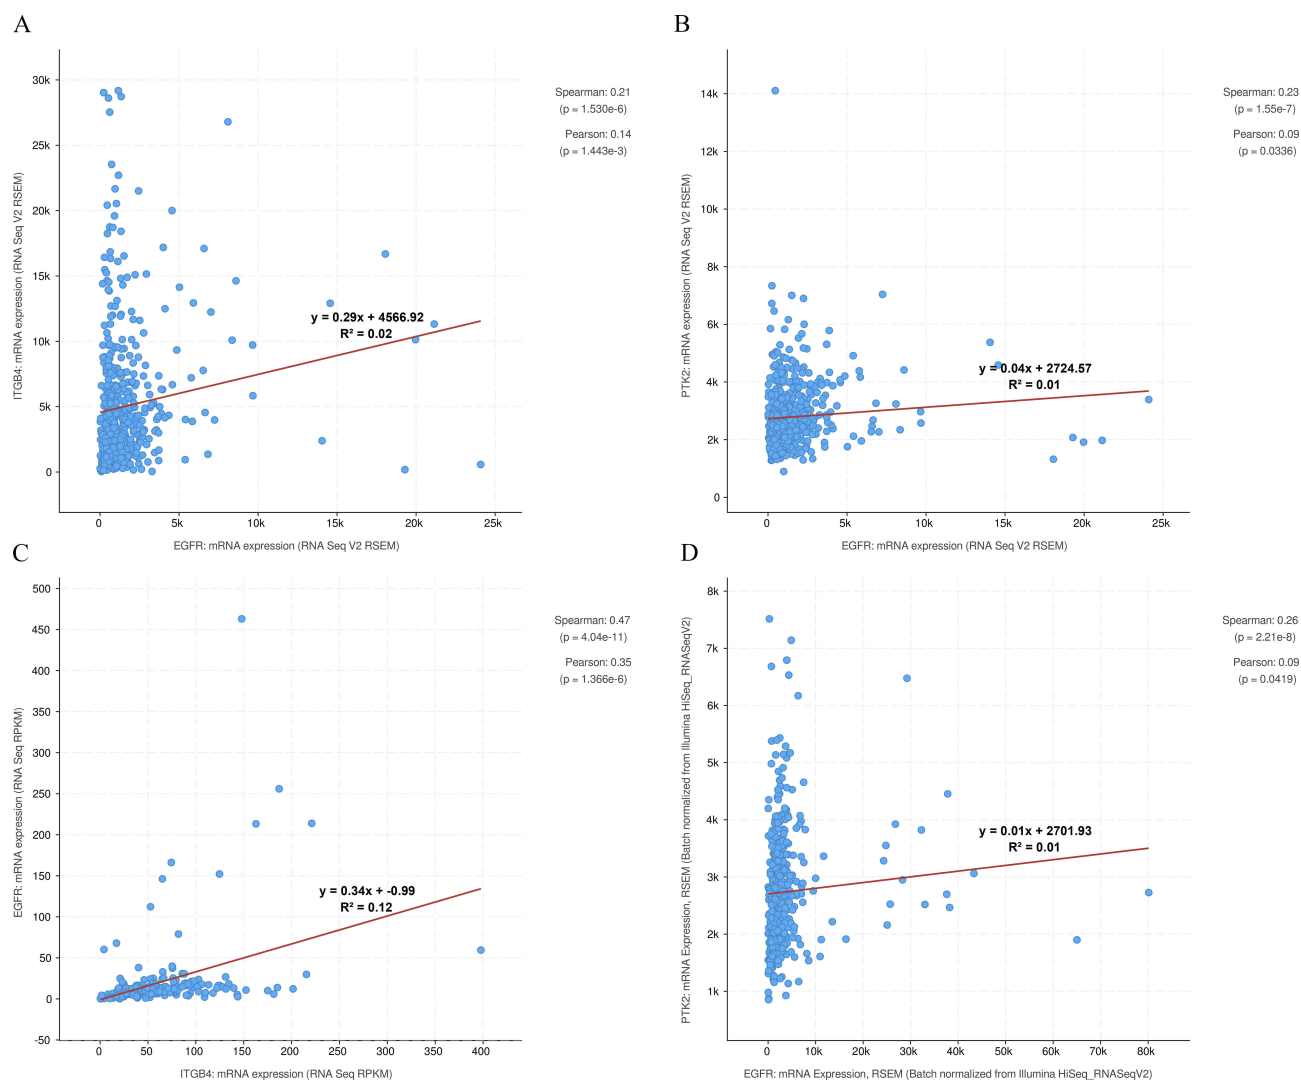 A
30k
25k
20k
15k
10k
5k
0
0
5k
10k
15k
20k
25k
ITGB4: mRNA expression (RNA Seq V2 RSEM)
EGFR: mRNA expression (RNA Seq V2 RSEM)
y = 0.29x + 4566.92
R² = 0.02
Spearman: 0.21
(p = 1.530e-6)
Pearson: 0.14
(p = 1.443e-3)
B
14k
12k
10k
8k
6k
4k
2k
0
0
5k
10k
15k
20k
25k
PTK2: mRNA expression (RNA Seq V2 RSEM)
EGFR: mRNA expression (RNA Seq V2 RSEM)
y = 0.04x + 2724.57
R² = 0.01
Spearman: 0.23
(p = 1.55e-7)
Pearson: 0.09
(p = 0.0336)
C
500
450
400
350
300
250
200
150
100
50
0
-50
0
50
100
150
200
250
300
350
400
EGFR: mRNA expression (RNA Seq RPKM)
ITGB4: mRNA expression (RNA Seq RPKM)
y = 0.34x + -0.99
R² = 0.12
Spearman: 0.47
(p = 4.04e-11)
Pearson: 0.35
(p = 1.366e-6)
D
8k
7k
6k
5k
4k
3k
2k
1k
0
10k
20k
30k
40k
50k
60k
70k
80k
PTK2: mRNA Expression, RSEM (Batch normalized from Illumina HiSeq_RNASeqV2)
EGFR: mRNA Expression, RSEM (Batch normalized from Illumina HiSeq_RNASeqV2)
y = 0.01x + 2701.93
R² = 0.01
Spearman: 0.26
(p = 2.21e-8)
Pearson: 0.09
(p = 0.0419)